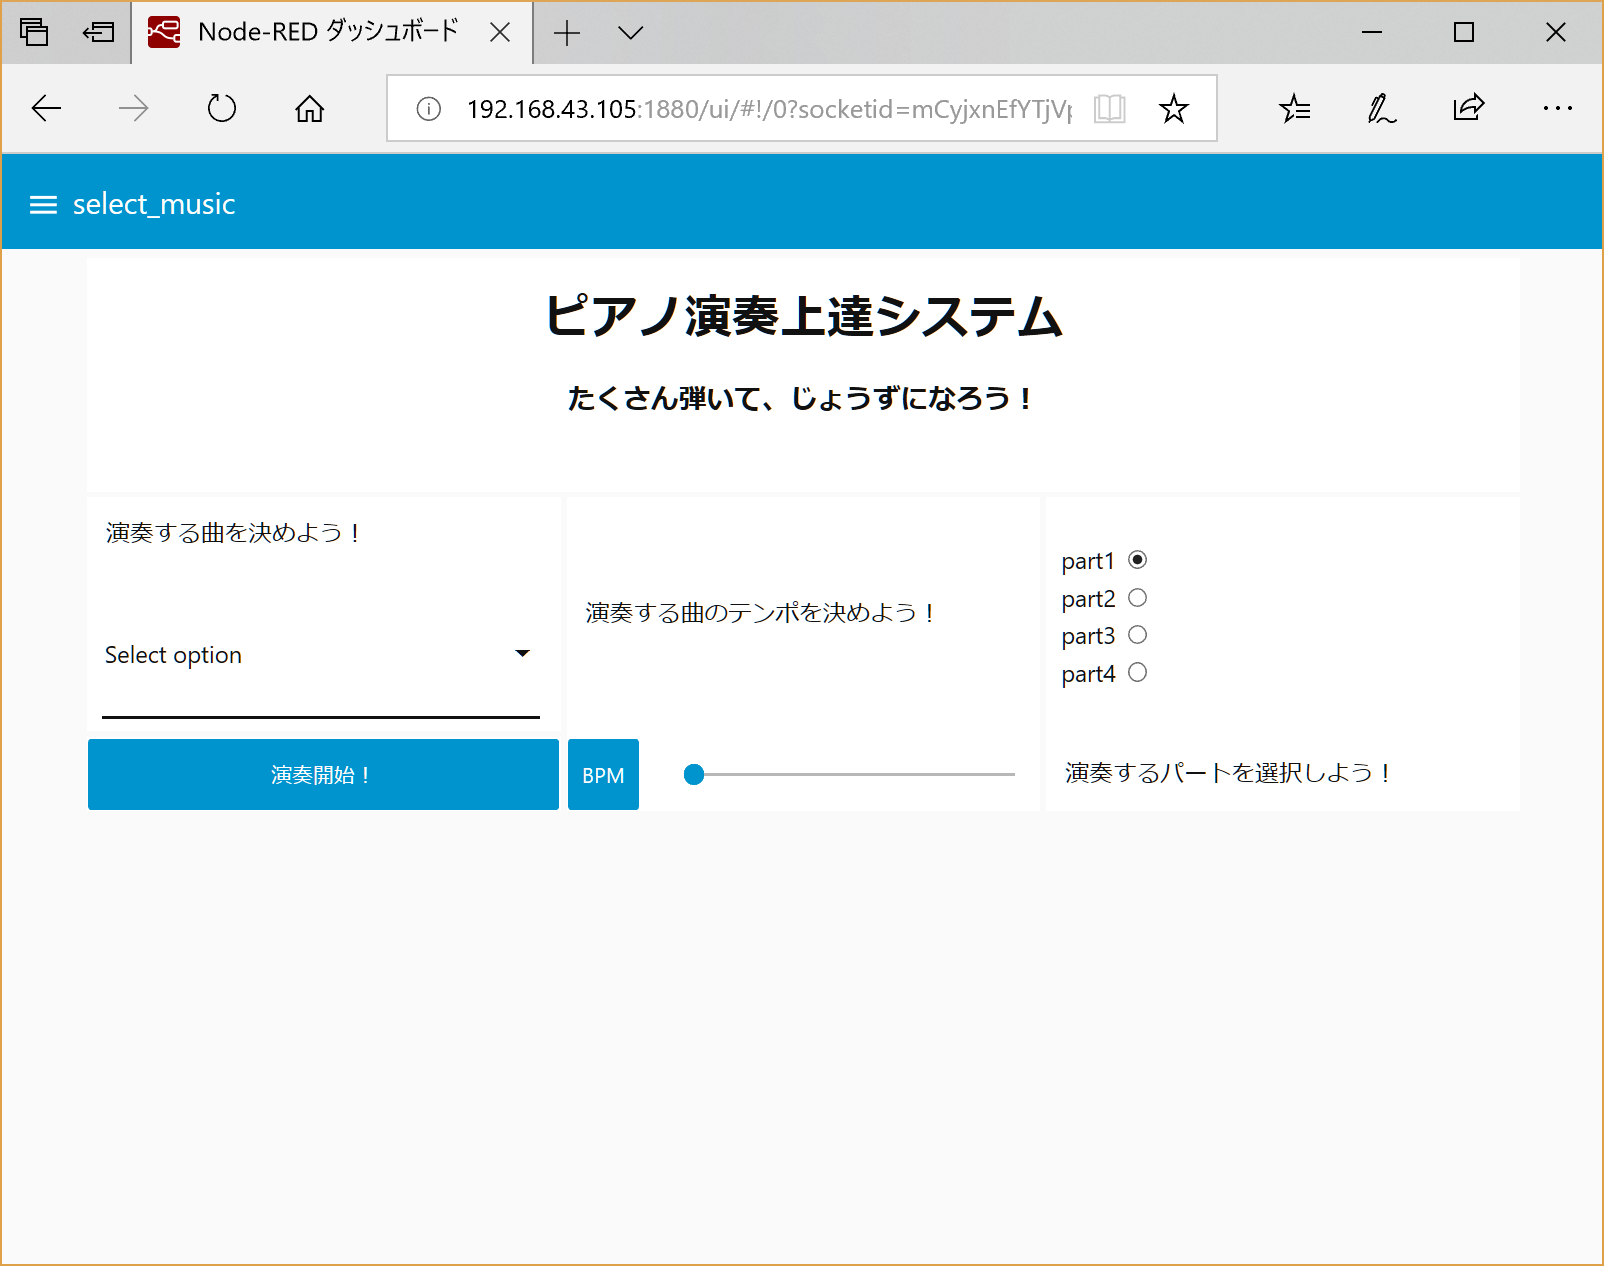 Node-RED ダッシュボード
192.168.43.105:1880/ui/#!/0?socketid=mCyjxnEfYTjVp
select_music
ピアノ演奏上達システム
たくさん弾いて、じょうずになろう！
演奏する曲を決めよう！
Select option
演奏開始！
演奏する曲のテンポを決めよう！
BPM
part1
part2
part3
part4
演奏するパートを選択しよう！